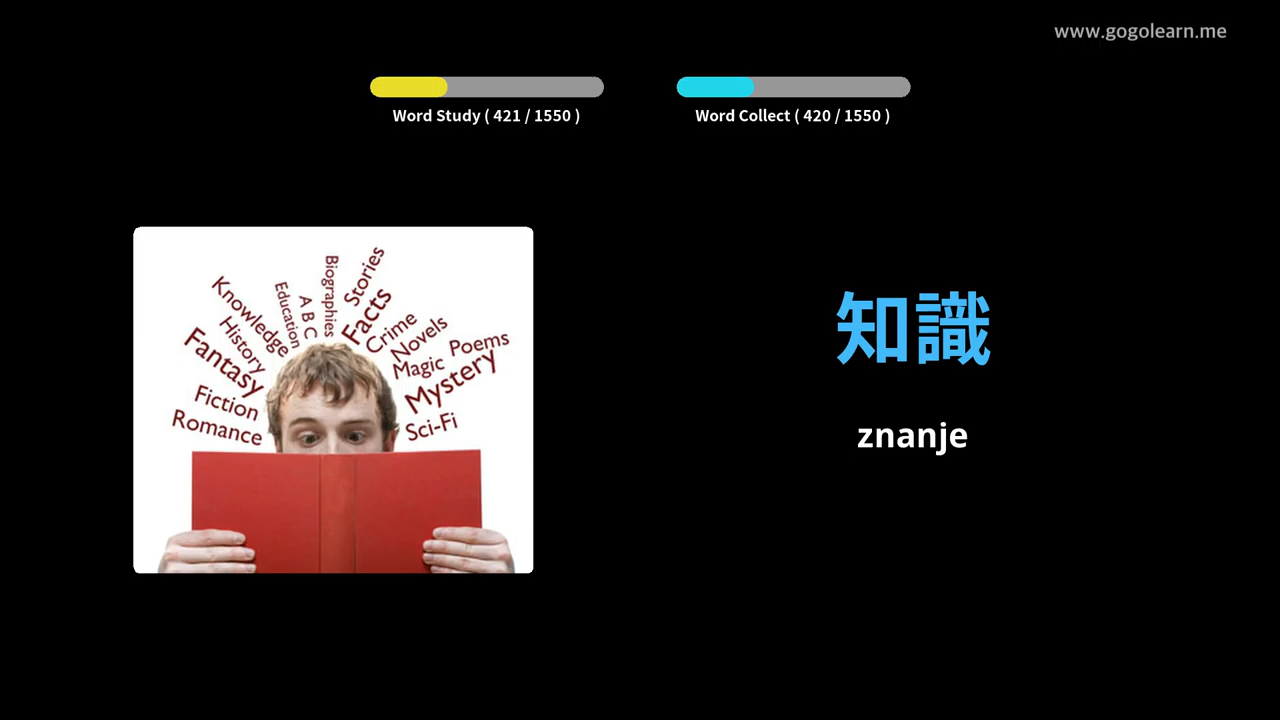 www.gogolearn.me
Word Study ( 421 / 1550 )
Word Collect ( 420 / 1550 )
Romance
Fiction
Fantasy
History
Knowledge
Education
A B C
Biographies
Stories
Facts
Crime
Novels
Magic
Poems
Mystery
Sci-Fi
知識
znanje